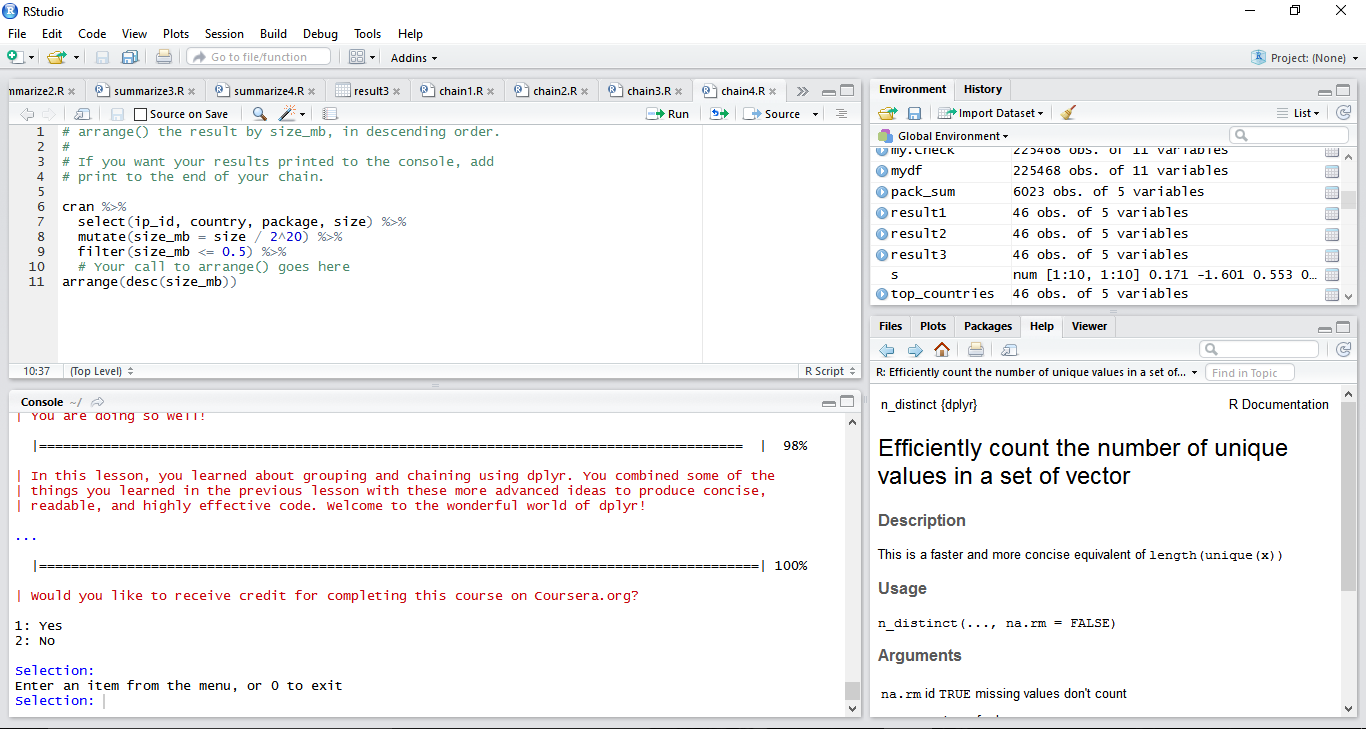 RStudio
File Edit Code View Plots Session Build Debug Tools Help
Go to file/function Addins Project: (None)
mmarize2.R summarize3.R summarize4.R result3 chain1.R chain2.R chain3.R chain4.R
Source on Save Run Source
1 # arrange() the result by size_mb, in descending order.
2 #
3 # If you want your results printed to the console, add
4 # print to the end of your chain.
5
6 cran %>%
7 select(ip_id, country, package, size) %>%
8 mutate(size_mb = size / 2^20) %>%
9 filter(size_mb <= 0.5) %>%
10 # Your call to arrange() goes here
11 arrange(desc(size_mb))
10:37 (Top Level) R Script
Console ~/
| You are doing so well!
|======================================================================================== | 98%
| In this lesson, you learned about grouping and chaining using dplyr. You combined some of the
| things you learned in the previous lesson with these more advanced ideas to produce concise,
| readable, and highly effective code. Welcome to the wonderful world of dplyr!
...
|==========================================================================================| 100%
| Would you like to receive credit for completing this course on Coursera.org?
1: Yes
2: No
Selection:
Enter an item from the menu, or 0 to exit
Selection:
Environment History
Import Dataset List
Global Environment
my.check 225468 obs. of 11 variables
mydf 225468 obs. of 11 variables
pack_sum 6023 obs. of 5 variables
result1 46 obs. of 5 variables
result2 46 obs. of 5 variables
result3 46 obs. of 5 variables
s num [1:10, 1:10] 0.171 -1.601 0.553 0...
top_countries 46 obs. of 5 variables
Files Plots Packages Help Viewer
R: Efficiently count the number of unique values in a set of... Find in Topic
n_distinct {dplyr} R Documentation
Efficiently count the number of unique
values in a set of vector
Description
This is a faster and more concise equivalent of length(unique(x))
Usage
n_distinct(..., na.rm = FALSE)
Arguments
na.rm id TRUE missing values don't count